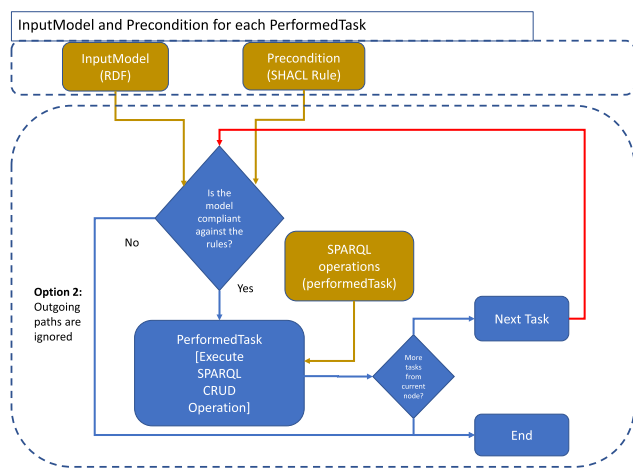 InputModel and Precondition for each PerformedTask
InputModel
(RDF)
Precondition
(SHACL Rule)
Is the
model
compliant
against the
rules?
No
Yes
SPARQL
operations
(performedTask)
Option 2:
Outgoing
paths are
ignored
PerformedTask
[Execute
SPARQL
CRUD
Operation]
More
tasks
from
current
node?
Next Task
End